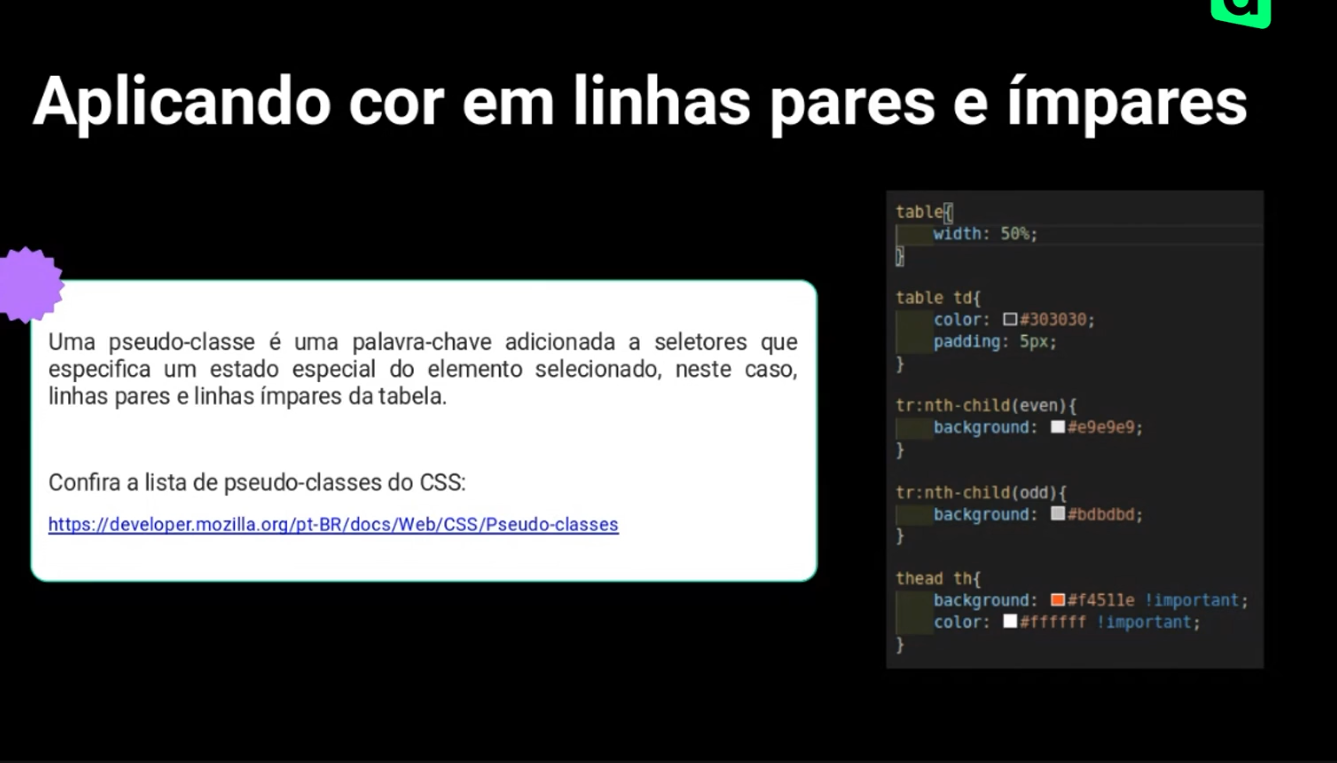 Aplicando cor em linhas pares e ímpares
Uma pseudo-classe é uma palavra-chave adicionada a seletores que
especifica um estado especial do elemento selecionado, neste caso,
linhas pares e linhas ímpares da tabela.
Confira a lista de pseudo-classes do CSS:
https://developer.mozilla.org/pt-BR/docs/Web/CSS/Pseudo-classes
table{
width: 50%;
}
table td{
color: #303030;
padding: 5px;
}
tr:nth-child(even){
background: #e9e9e9;
}
tr:nth-child(odd){
background: #bdbdbd;
}
thead th{
background: #f4511e !important;
color: #ffffff !important;
}